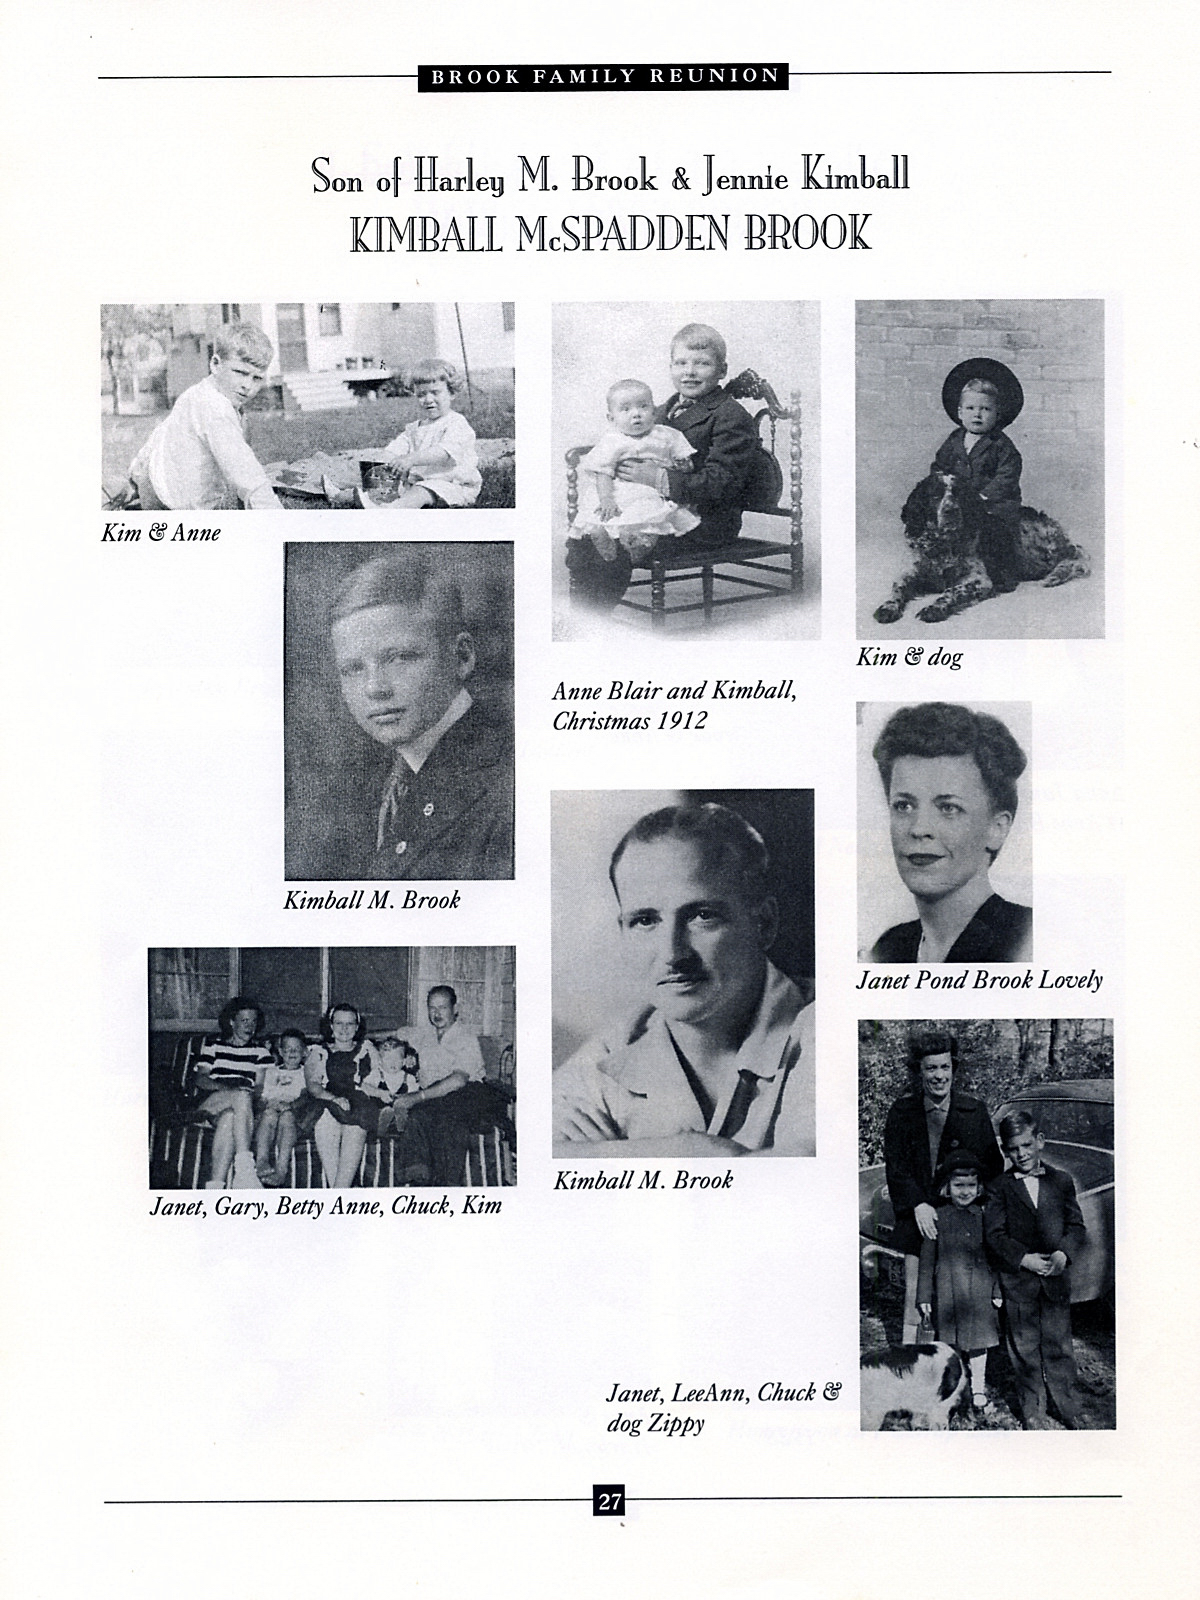 BROOK FAMILY REUNION
Son of Harley M. Brook & Jennie Kimball
KIMBALL McSPADDEN BROOK
Kim & Anne
Anne Blair and Kimball,
Christmas 1912
Kim & dog
Kimball M. Brook
Janet Pond Brook Lovely
Janet, Gary, Betty Anne, Chuck, Kim
Kimball M. Brook
Janet, LeeAnn, Chuck &
dog Zippy
27